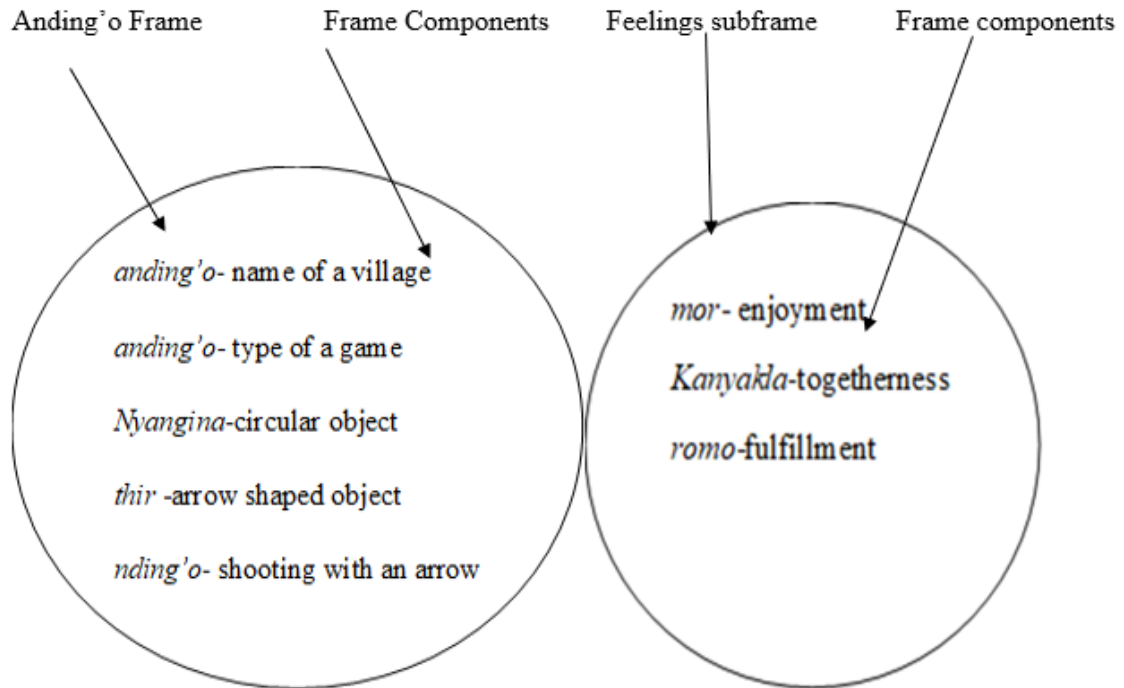 Anding’o Frame
Frame Components
Feelings subframe
Frame components
anding’o- name of a village
anding’o- type of a game
Nyangina-circular object
thir -arrow shaped object
nding’o- shooting with an arrow
mor- enjoyment
Kanyakla-togetherness
romo-fulfillment